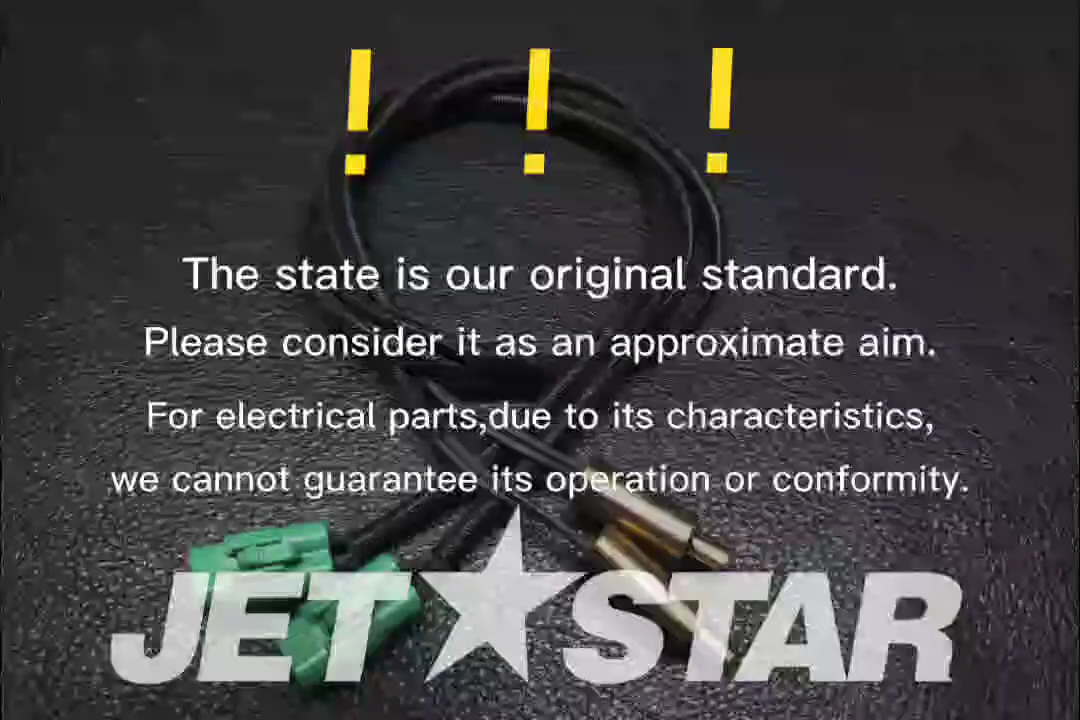 ! ! !
The state is our original standard.
Please consider it as an approximate aim.
For electrical parts,due to its characteristics,
we cannot guarantee its operation or conformity.
JET★STAR